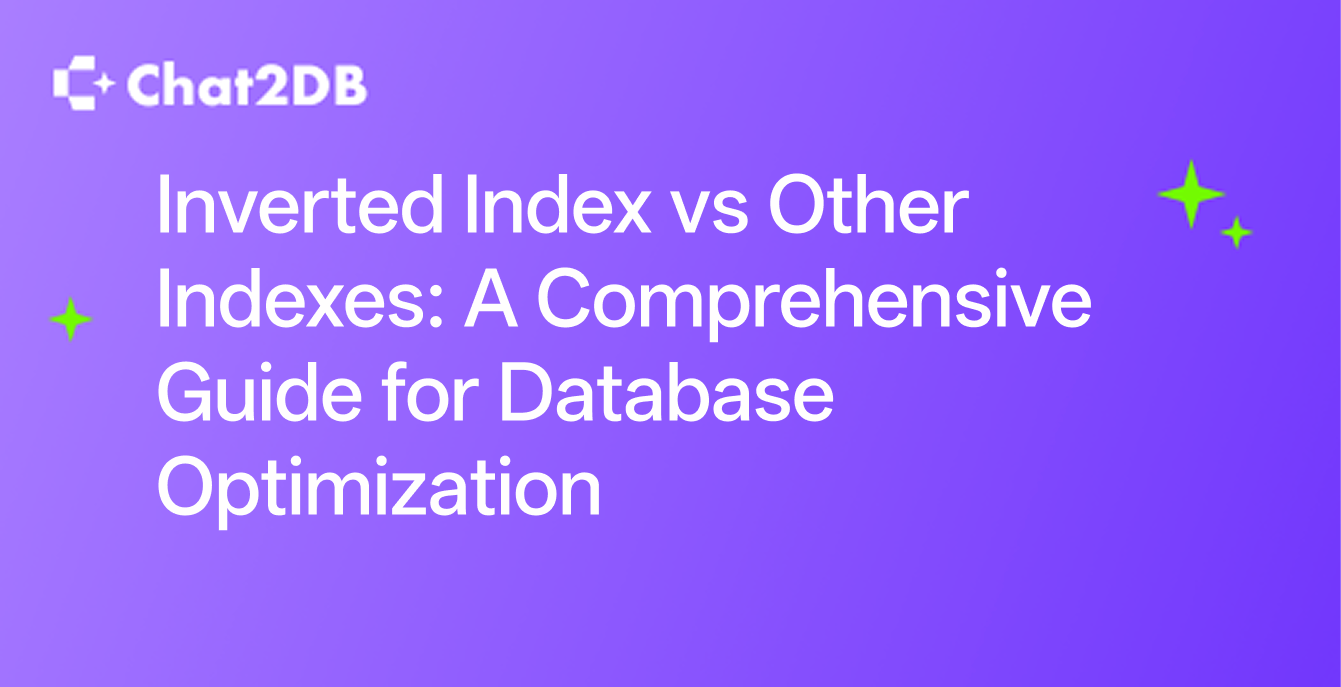 Chat2DB
Inverted Index vs Other
Indexes: A Comprehensive
Guide for Database
Optimization